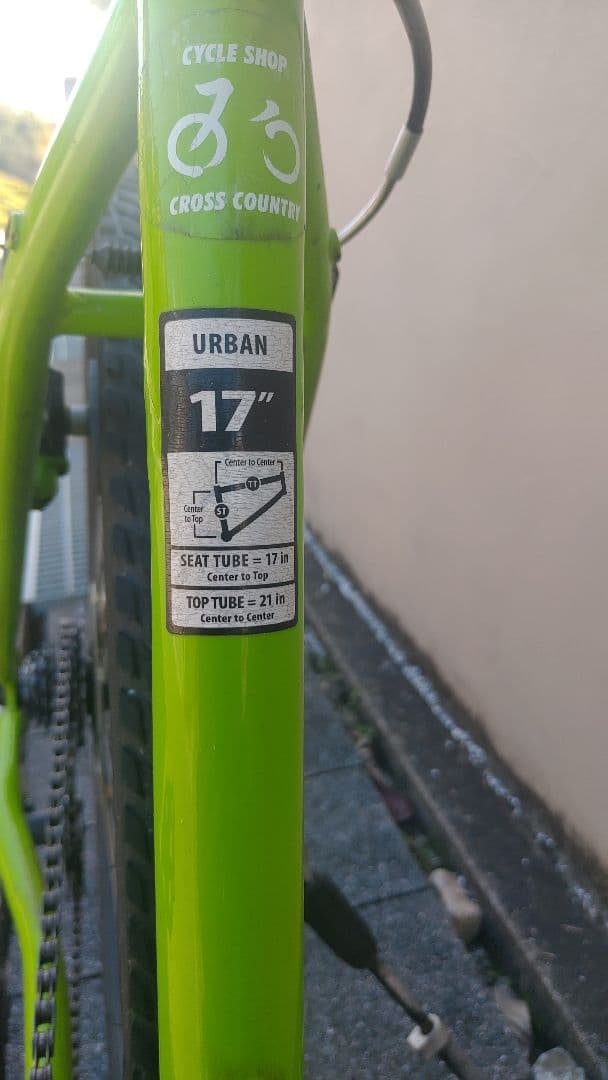 CYCLE SHOP
CROSS COUNTRY
URBAN
17"
Center to Center
TT
Center
to Top
ST
SEAT TUBE = 17 in
Center to Top
TOP TUBE = 21 in
Center to Center